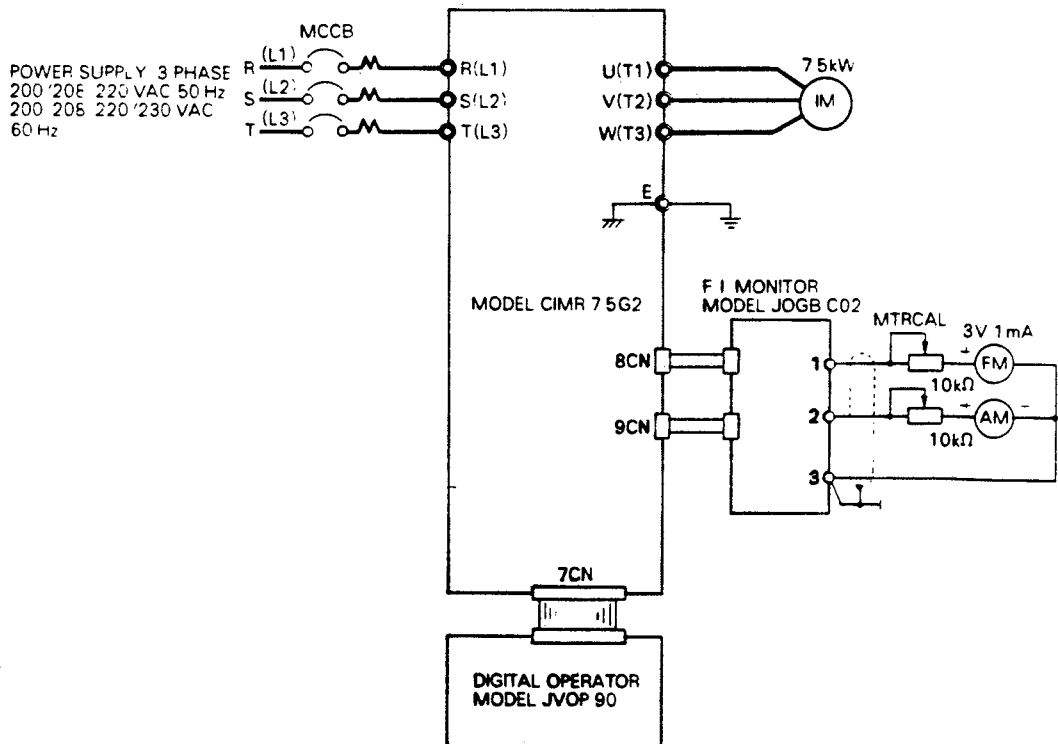 MCCB
POWER SUPPLY 3 PHASE
200 '208 220 VAC 50 Hz
200 208 220 '230 VAC
60 Hz
R (L1)
S (L2)
T (L3)
R(L1)
S(L2)
T(L3)
U(T1)
V(T2)
W(T3)
7 5kW
IM
E
MODEL CIMR 7 5G2
F I MONITOR
MODEL JOGB C02
8CN
9CN
1
2
3
MTRCAL
3V 1mA
+
FM
10kΩ
+
AM
−
10kΩ
7CN
DIGITAL OPERATOR
MODEL JVOP 90